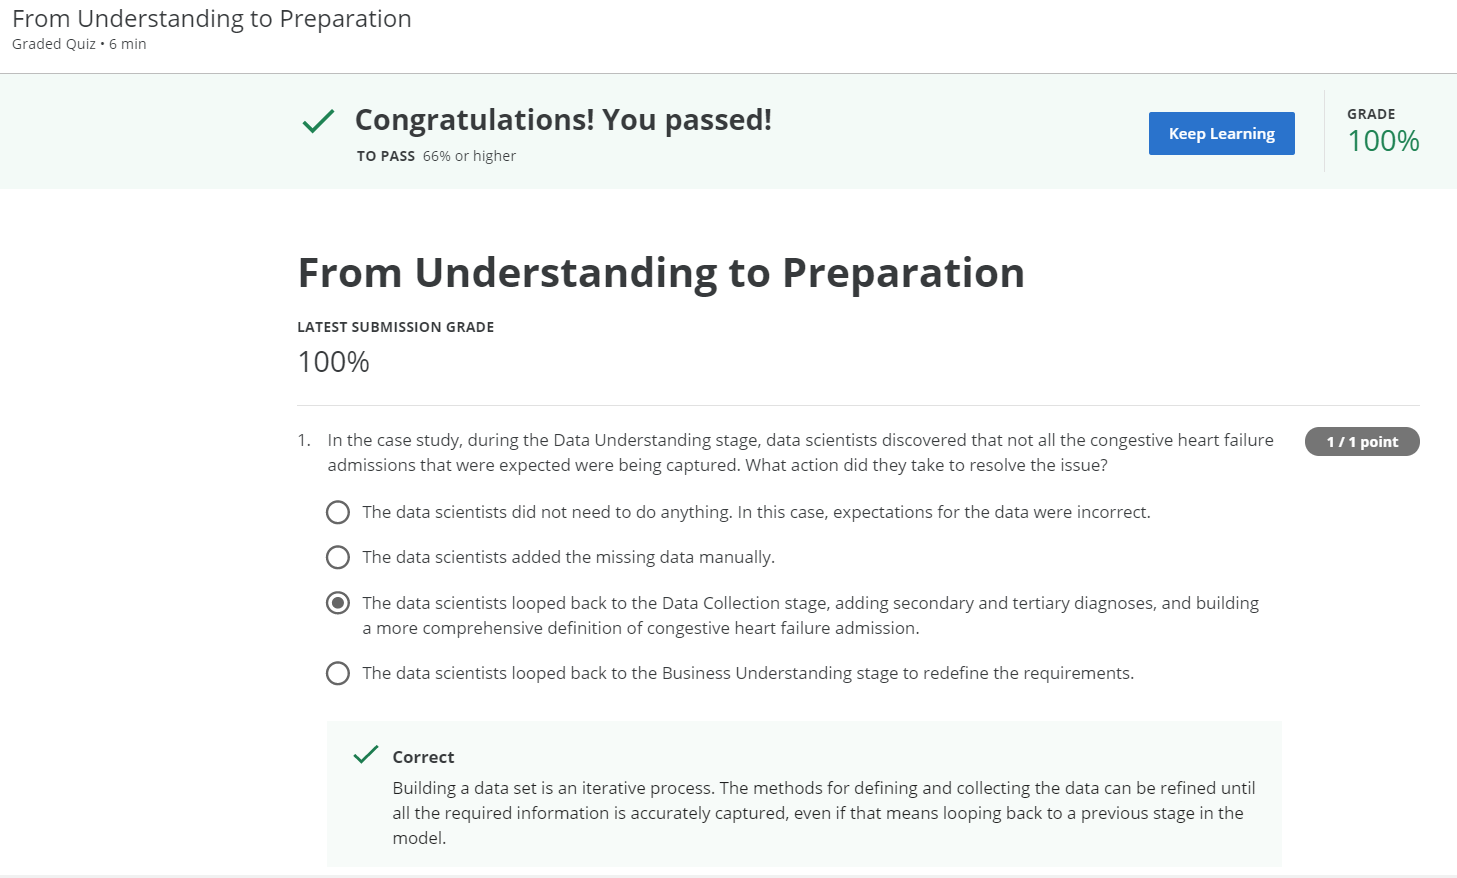 From Understanding to Preparation
Graded Quiz • 6 min
Congratulations! You passed!
TO PASS 66% or higher
Keep Learning
GRADE
100%
From Understanding to Preparation
LATEST SUBMISSION GRADE
100%
1. In the case study, during the Data Understanding stage, data scientists discovered that not all the congestive heart failure
admissions that were expected were being captured. What action did they take to resolve the issue?
1 / 1 point
The data scientists did not need to do anything. In this case, expectations for the data were incorrect.
The data scientists added the missing data manually.
The data scientists looped back to the Data Collection stage, adding secondary and tertiary diagnoses, and building
a more comprehensive definition of congestive heart failure admission.
The data scientists looped back to the Business Understanding stage to redefine the requirements.
Correct
Building a data set is an iterative process. The methods for defining and collecting the data can be refined until
all the required information is accurately captured, even if that means looping back to a previous stage in the
model.